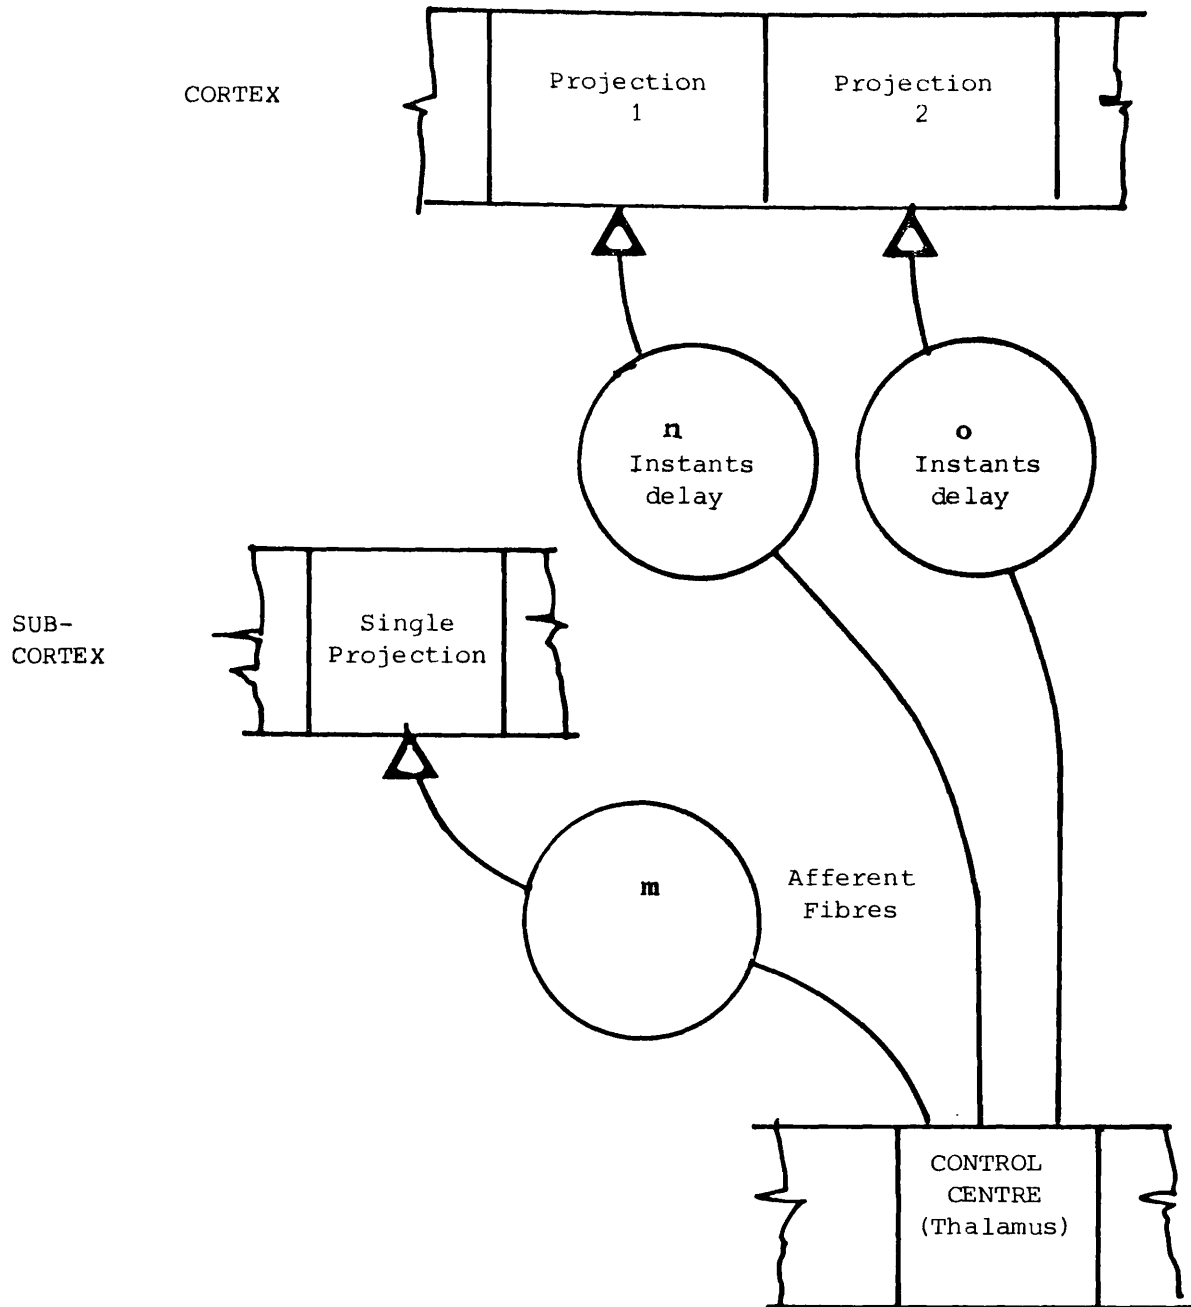 CORTEX
Projection
1
Projection
2
n
Instants
delay
o
Instants
delay
SUB-
CORTEX
Single
Projection
m
Afferent
Fibres
CONTROL
CENTRE
(Thalamus)